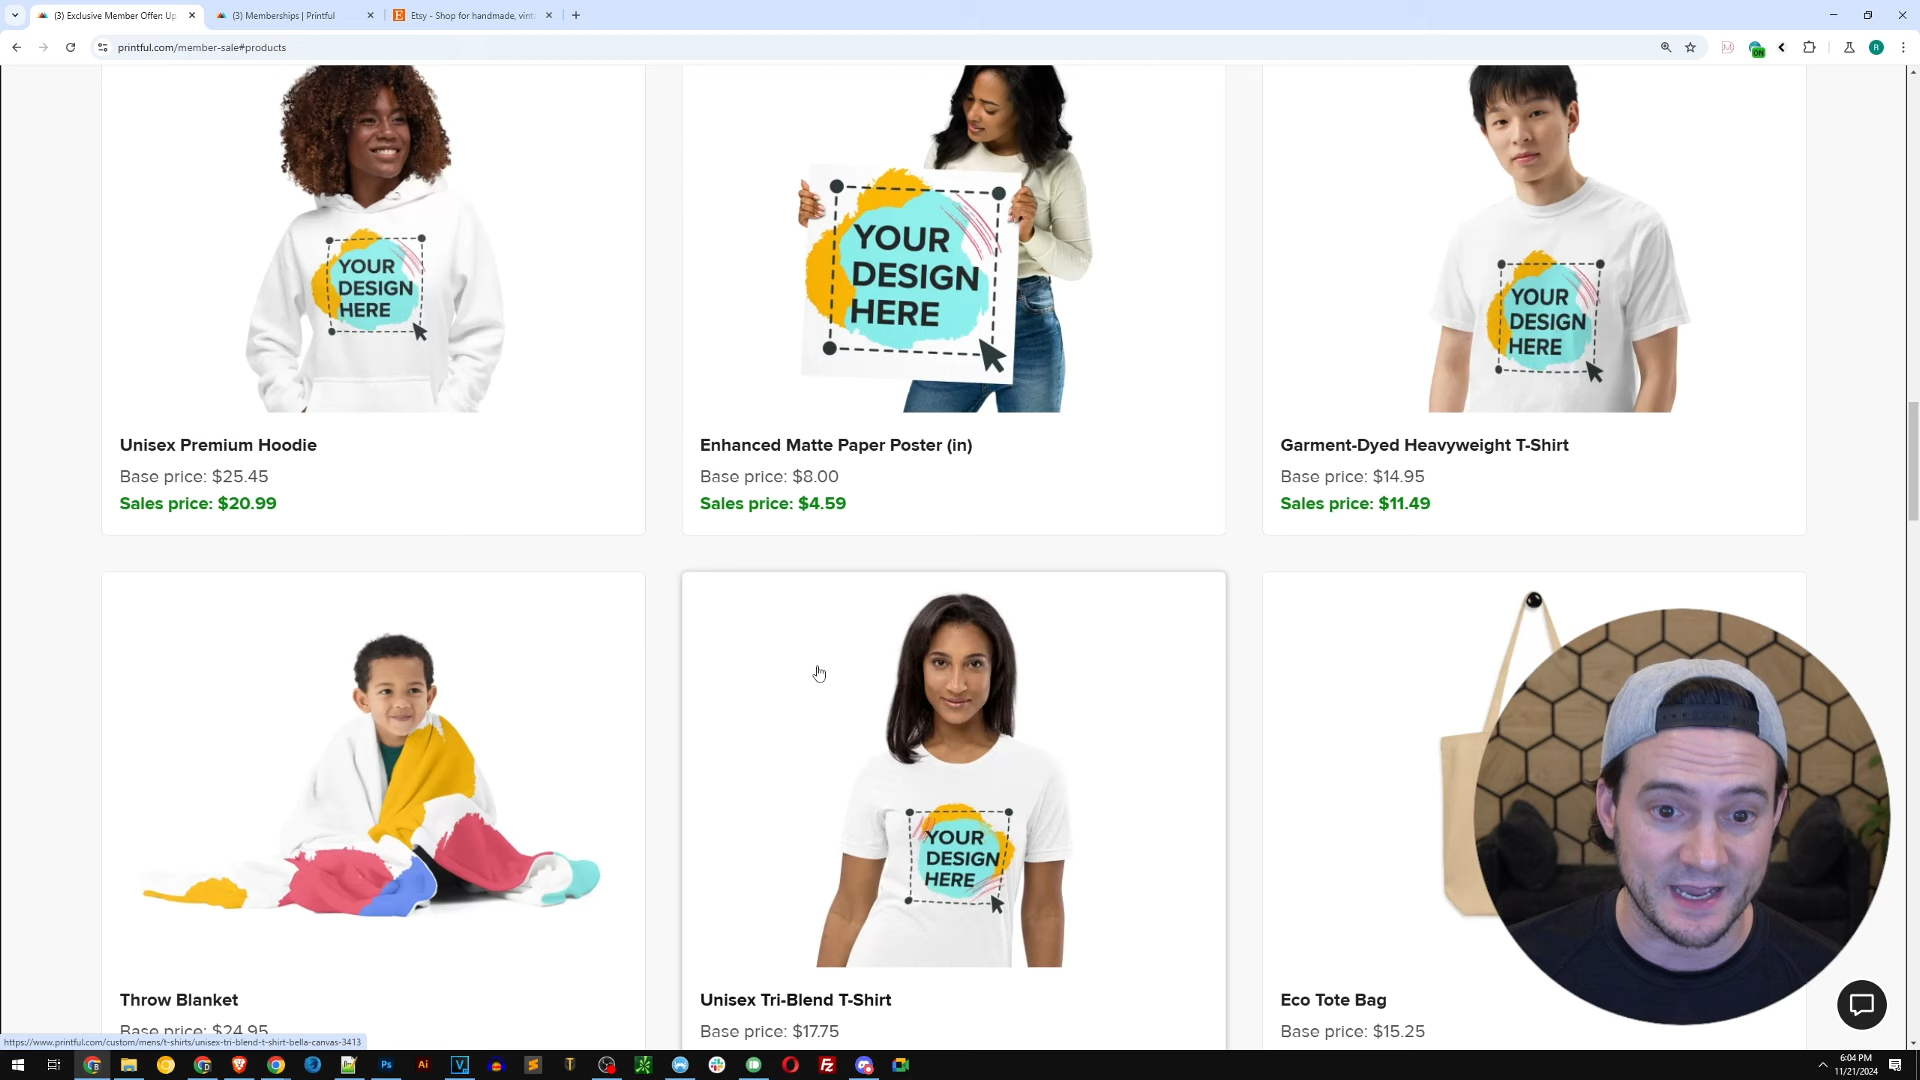 (3) Exclusive Member Offer: Up
(3) Memberships | Printful
Etsy - Shop for handmade, vint
printful.com/member-sale#products
ON
R
YOUR
DESIGN
HERE
YOUR
DESIGN
HERE
YOUR
DESIGN
HERE
Unisex Premium Hoodie
Base price: $25.45
Sales price: $20.99
Enhanced Matte Paper Poster (in)
Base price: $8.00
Sales price: $4.59
Garment-Dyed Heavyweight T-Shirt
Base price: $14.95
Sales price: $11.49
YOUR
DESIGN
HERE
Throw Blanket
Base price: $24.95
Unisex Tri-Blend T-Shirt
Base price: $17.75
Eco Tote Bag
Base price: $15.25
https://www.printful.com/custom/mens/t-shirts/unisex-tri-blend-t-shirt-bella-canvas-3413
Ps
Ai
V
T
FZ
6:04 PM
11/21/2024